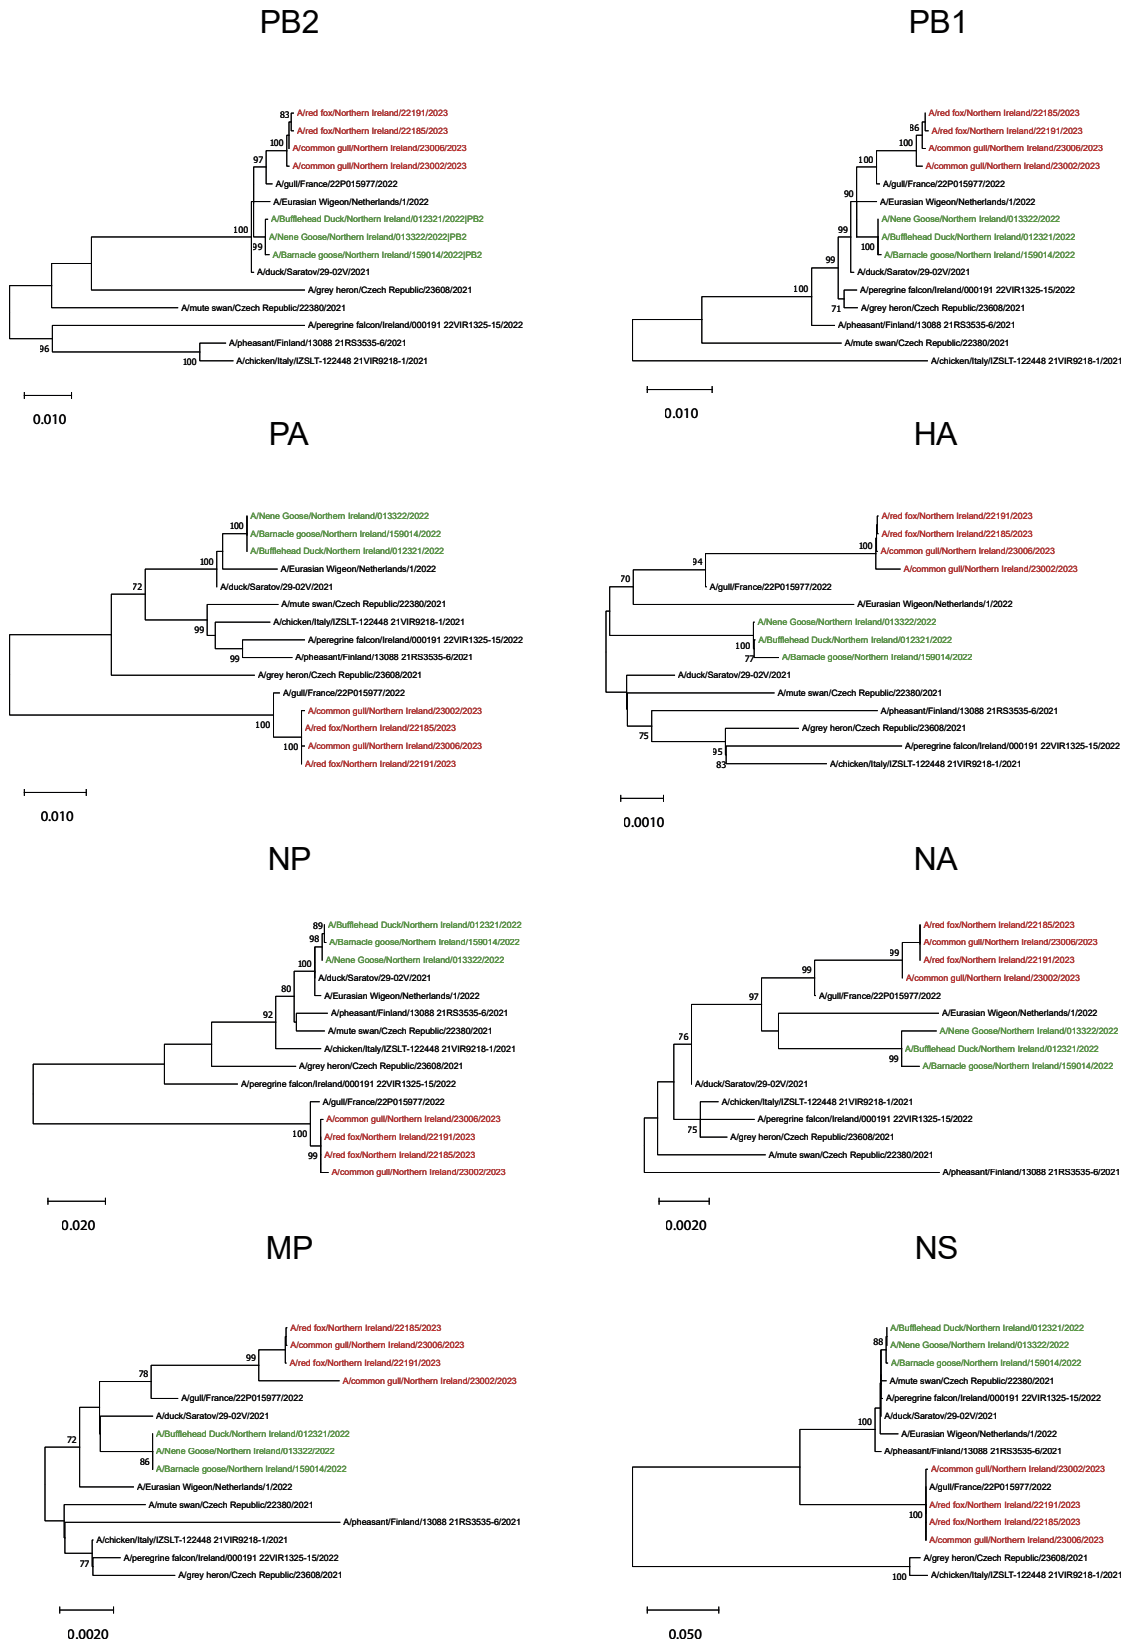 PB2
83
A/red fox/Northern Ireland/22191/2023
A/red fox/Northern Ireland/22185/2023
100
A/common gull/Northern Ireland/23006/2023
97
A/common gull/Northern Ireland/23002/2023
A/gull/France/22P015977/2022
A/Eurasian Wigeon/Netherlands/1/2022
A/Bufflehead Duck/Northern Ireland/012321/2022|PB2
100
A/Nene Goose/Northern Ireland/013322/2022|PB2
99
A/Barnacle goose/Northern Ireland/159014/2022|PB2
A/duck/Saratov/29-02V/2021
A/grey heron/Czech Republic/23608/2021
A/mute swan/Czech Republic/22380/2021
A/peregrine falcon/Ireland/000191 22VIR1325-15/2022
96
A/pheasant/Finland/13088 21RS3535-6/2021
100
A/chicken/Italy/IZSLT-122448 21VIR9218-1/2021
0.010
PB1
A/red fox/Northern Ireland/22185/2023
86
A/red fox/Northern Ireland/22191/2023
100
A/common gull/Northern Ireland/23006/2023
100
A/common gull/Northern Ireland/23002/2023
A/gull/France/22P015977/2022
90
A/Eurasian Wigeon/Netherlands/1/2022
A/Nene Goose/Northern Ireland/013322/2022
99
A/Bufflehead Duck/Northern Ireland/012321/2022
100
A/Barnacle goose/Northern Ireland/159014/2022
99
A/duck/Saratov/29-02V/2021
100
A/peregrine falcon/Ireland/000191 22VIR1325-15/2022
71
A/grey heron/Czech Republic/23608/2021
A/pheasant/Finland/13088 21RS3535-6/2021
A/mute swan/Czech Republic/22380/2021
A/chicken/Italy/IZSLT-122448 21VIR9218-1/2021
0.010
PA
A/Nene Goose/Northern Ireland/013322/2022
100
A/Barnacle goose/Northern Ireland/159014/2022
A/Bufflehead Duck/Northern Ireland/012321/2022
100
A/Eurasian Wigeon/Netherlands/1/2022
72
A/duck/Saratov/29-02V/2021
A/mute swan/Czech Republic/22380/2021
A/chicken/Italy/IZSLT-122448 21VIR9218-1/2021
99
A/peregrine falcon/Ireland/000191 22VIR1325-15/2022
99
A/pheasant/Finland/13088 21RS3535-6/2021
A/grey heron/Czech Republic/23608/2021
A/gull/France/22P015977/2022
A/common gull/Northern Ireland/23002/2023
100
A/red fox/Northern Ireland/22185/2023
100
A/common gull/Northern Ireland/23006/2023
A/red fox/Northern Ireland/22191/2023
0.010
HA
A/red fox/Northern Ireland/22191/2023
A/red fox/Northern Ireland/22185/2023
100
A/common gull/Northern Ireland/23006/2023
94
A/common gull/Northern Ireland/23002/2023
70
A/gull/France/22P015977/2022
A/Eurasian Wigeon/Netherlands/1/2022
A/Nene Goose/Northern Ireland/013322/2022
A/Bufflehead Duck/Northern Ireland/012321/2022
100
77
A/Barnacle goose/Northern Ireland/159014/2022
A/duck/Saratov/29-02V/2021
A/mute swan/Czech Republic/22380/2021
A/pheasant/Finland/13088 21RS3535-6/2021
75
A/grey heron/Czech Republic/23608/2021
95
A/peregrine falcon/Ireland/000191 22VIR1325-15/2022
83
A/chicken/Italy/IZSLT-122448 21VIR9218-1/2021
0.0010
NP
89
A/Bufflehead Duck/Northern Ireland/012321/2022
98
A/Barnacle goose/Northern Ireland/159014/2022
A/Nene Goose/Northern Ireland/013322/2022
100
A/duck/Saratov/29-02V/2021
80
A/Eurasian Wigeon/Netherlands/1/2022
92
A/pheasant/Finland/13088 21RS3535-6/2021
A/mute swan/Czech Republic/22380/2021
A/chicken/Italy/IZSLT-122448 21VIR9218-1/2021
A/grey heron/Czech Republic/23608/2021
A/peregrine falcon/Ireland/000191 22VIR1325-15/2022
A/gull/France/22P015977/2022
A/common gull/Northern Ireland/23006/2023
100
A/red fox/Northern Ireland/22191/2023
99
A/red fox/Northern Ireland/22185/2023
A/common gull/Northern Ireland/23002/2023
0.020
NA
A/red fox/Northern Ireland/22185/2023
A/common gull/Northern Ireland/23006/2023
99
A/red fox/Northern Ireland/22191/2023
99
A/common gull/Northern Ireland/23002/2023
97
A/gull/France/22P015977/2022
A/Eurasian Wigeon/Netherlands/1/2022
A/Nene Goose/Northern Ireland/013322/2022
76
A/Bufflehead Duck/Northern Ireland/012321/2022
99
A/Barnacle goose/Northern Ireland/159014/2022
A/duck/Saratov/29-02V/2021
A/chicken/Italy/IZSLT-122448 21VIR9218-1/2021
A/peregrine falcon/Ireland/000191 22VIR1325-15/2022
75
A/grey heron/Czech Republic/23608/2021
A/mute swan/Czech Republic/22380/2021
A/pheasant/Finland/13088 21RS3535-6/2021
0.0020
MP
A/red fox/Northern Ireland/22185/2023
A/common gull/Northern Ireland/23006/2023
99
A/red fox/Northern Ireland/22191/2023
78
A/common gull/Northern Ireland/23002/2023
A/gull/France/22P015977/2022
A/duck/Saratov/29-02V/2021
72
A/Bufflehead Duck/Northern Ireland/012321/2022
A/Nene Goose/Northern Ireland/013322/2022
86
A/Barnacle goose/Northern Ireland/159014/2022
A/Eurasian Wigeon/Netherlands/1/2022
A/mute swan/Czech Republic/22380/2021
A/pheasant/Finland/13088 21RS3535-6/2021
A/chicken/Italy/IZSLT-122448 21VIR9218-1/2021
77
A/peregrine falcon/Ireland/000191 22VIR1325-15/2022
A/grey heron/Czech Republic/23608/2021
0.0020
NS
A/Bufflehead Duck/Northern Ireland/012321/2022
88
A/Nene Goose/Northern Ireland/013322/2022
A/Barnacle goose/Northern Ireland/159014/2022
A/mute swan/Czech Republic/22380/2021
A/peregrine falcon/Ireland/000191 22VIR1325-15/2022
A/duck/Saratov/29-02V/2021
100
A/Eurasian Wigeon/Netherlands/1/2022
A/pheasant/Finland/13088 21RS3535-6/2021
A/common gull/Northern Ireland/23002/2023
A/gull/France/22P015977/2022
A/red fox/Northern Ireland/22191/2023
100
A/red fox/Northern Ireland/22185/2023
A/common gull/Northern Ireland/23006/2023
A/grey heron/Czech Republic/23608/2021
100
A/chicken/Italy/IZSLT-122448 21VIR9218-1/2021
0.050